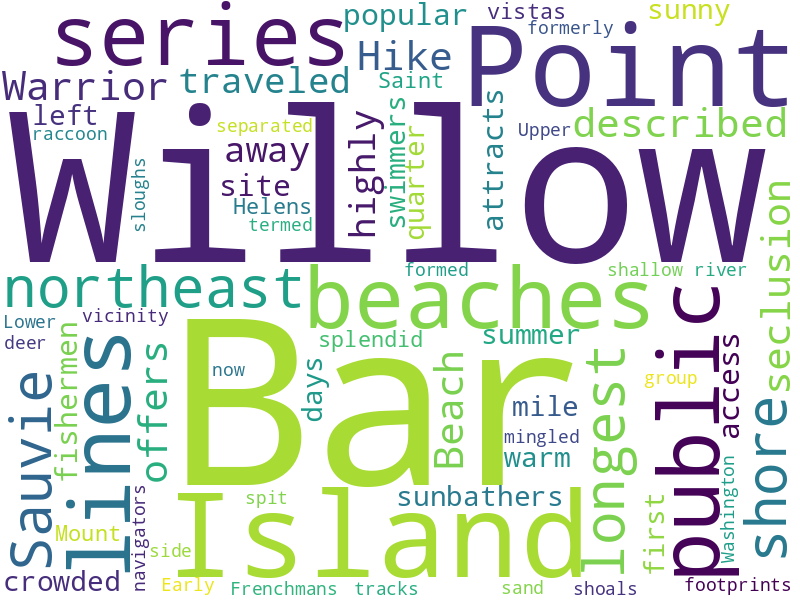 series
popular
vistas
sunny
formerly
Hike
Point
Warrior
traveled
Saint
left
raccoon
separated
away
highly
swimmers
quarter
attracts
Upper
described
Willow
sloughs
site
Helens
termed
seclusion
northeast
beaches
formed
shallow
river
public
Lower
vicinity
deer
fishermen
lines
offers
splendid
summer
now
days
Bar
Beach
mile
mingled
warm
longest
group
access
Sauvie
shore
sunbathers
Island
spit
Mount
navigators
side
first
Washington
crowded
Early
Frenchmans
tracks
sand
shoals
footprints